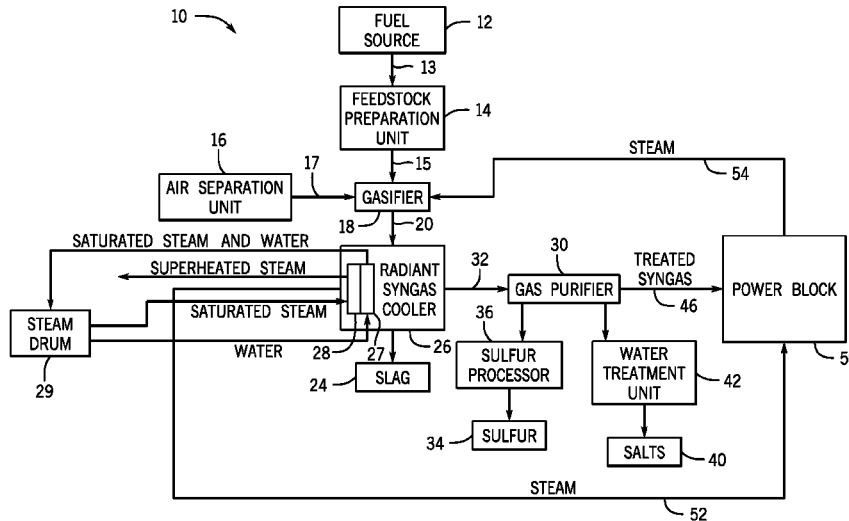 10
FUEL
SOURCE
12
13
FEEDSTOCK
PREPARATION
UNIT
14
16
15
STEAM
54
AIR SEPARATION
UNIT
17
GASIFIER
18
20
SATURATED STEAM AND WATER
SUPERHEATED STEAM
SATURATED STEAM
WATER
STEAM
DRUM
29
RADIANT
SYNGAS
COOLER
28
27
26
32
30
GAS PURIFIER
TREATED
SYNGAS
46
POWER BLOCK
5
24
SLAG
36
SULFUR
PROCESSOR
34
SULFUR
WATER
TREATMENT
UNIT
42
SALTS
40
STEAM
52